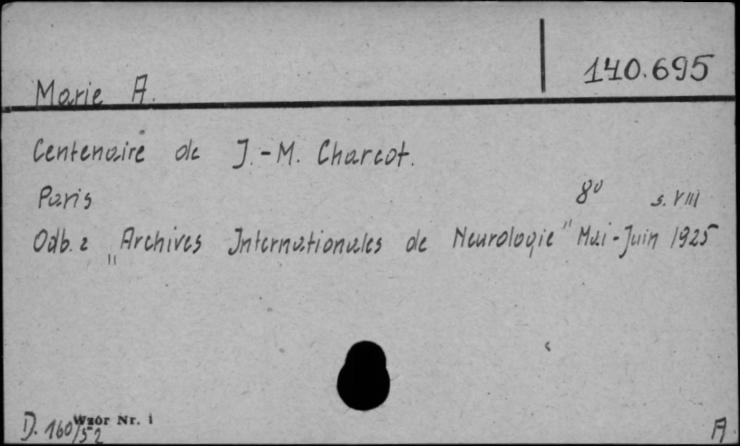 140.695
Marie A.
Centenaire de J.-M. Charcot.
Paris 8° s. VIII
Odb. z „Archives Internationales de Neurologie" Mai-Juin 1925
Wzór Nr. 1
D. 160/52 A